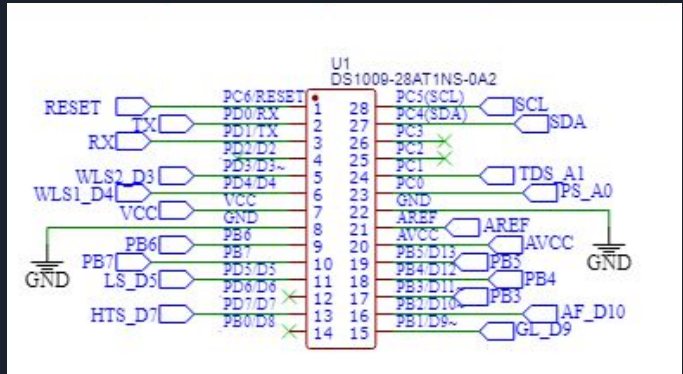 U1
DS1009-28AT1NS-0A2
RESET PC6/RESET 1 28 PC5(SCL) SCL
TX PD0/RX 2 27 PC4(SDA) SDA
RX PD1/TX 3 26 PC3
PD2/D2 4 25 PC2
WLS2_D3 PD3/D3~ 5 24 PC1 TDS_A1
WLS1_D4 PD4/D4 6 23 PC0 PS_A0
VCC VCC 7 22 GND
GND GND 8 21 AREF AREF
PB6 PB6 9 20 AVCC AVCC
PB7 PB7 10 19 PB5/D13 PB5
LS_D5 PD5/D5 11 18 PB4/D12 PB4
PD6/D6 12 17 PB3/D11~ PB3
HTS_D7 PD7/D7 13 16 PB2/D10~ AF_D10
PB0/D8 14 15 PB1/D9~ GL_D9
GND